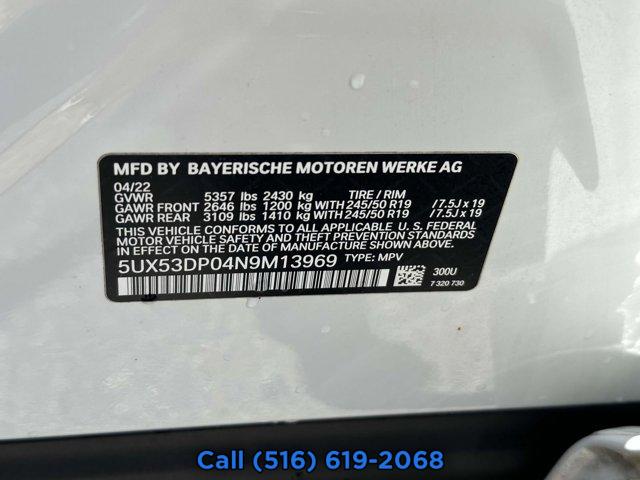 MFD BY BAYERISCHE MOTOREN WERKE AG
04/22
GVWR 5357 lbs 2430 kg TIRE / RIM
GAWR FRONT 2646 lbs 1200 kg WITH 245/50 R19 / 7.5J x 19
GAWR REAR 3109 lbs 1410 kg WITH 245/50 R19 / 7.5J x 19
THIS VEHICLE CONFORMS TO ALL APPLICABLE U. S. FEDERAL
MOTOR VEHICLE SAFETY AND THEFT PREVENTION STANDARDS
IN EFFECT ON THE DATE OF MANUFACTURE SHOWN ABOVE.
5UX53DP04N9M13969 TYPE: MPV
300U
7 320 730
Call (516) 619-2068